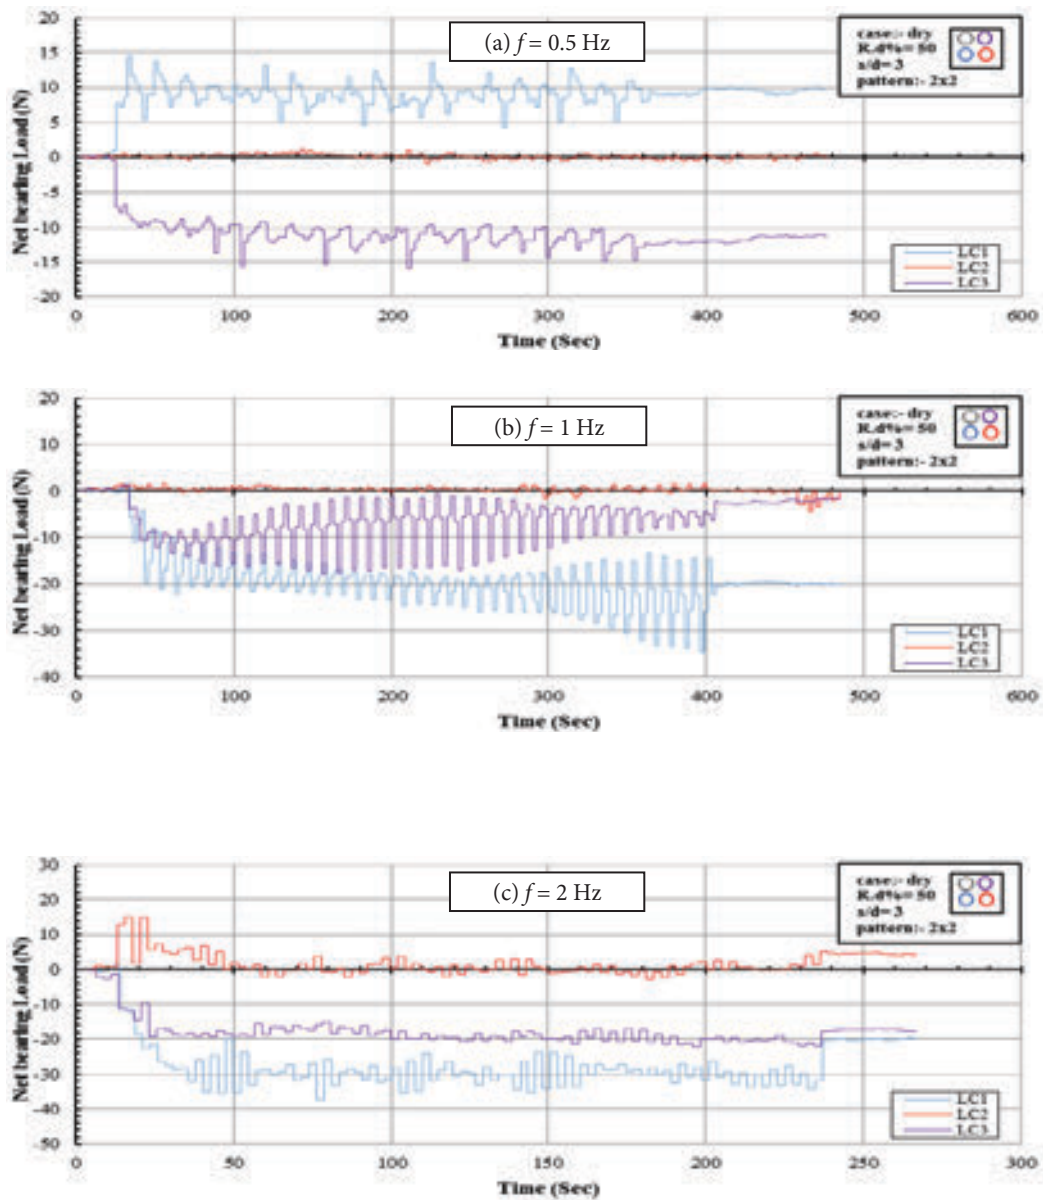 (a) f = 0.5 Hz
case:- dry
R.d%= 50
s/d= 3
pattern:- 2x2
Net bearing Load (N)
20
15
10
5
0
-5
-10
-15
-20
LC1
LC2
LC3
0 100 200 300 400 500 600
Time (Sec)
(b) f = 1 Hz
case:- dry
R.d%= 50
s/d= 3
pattern:- 2x2
Net bearing Load (N)
20
10
0
-10
-20
-30
-40
LC1
LC2
LC3
0 100 200 300 400 500 600
Time (Sec)
(c) f = 2 Hz
case:- dry
R.d%= 50
s/d= 3
pattern:- 2x2
Net bearing Load (N)
30
20
10
0
-10
-20
-30
-40
-50
LC1
LC2
LC3
0 50 100 150 200 250 300
Time (Sec)